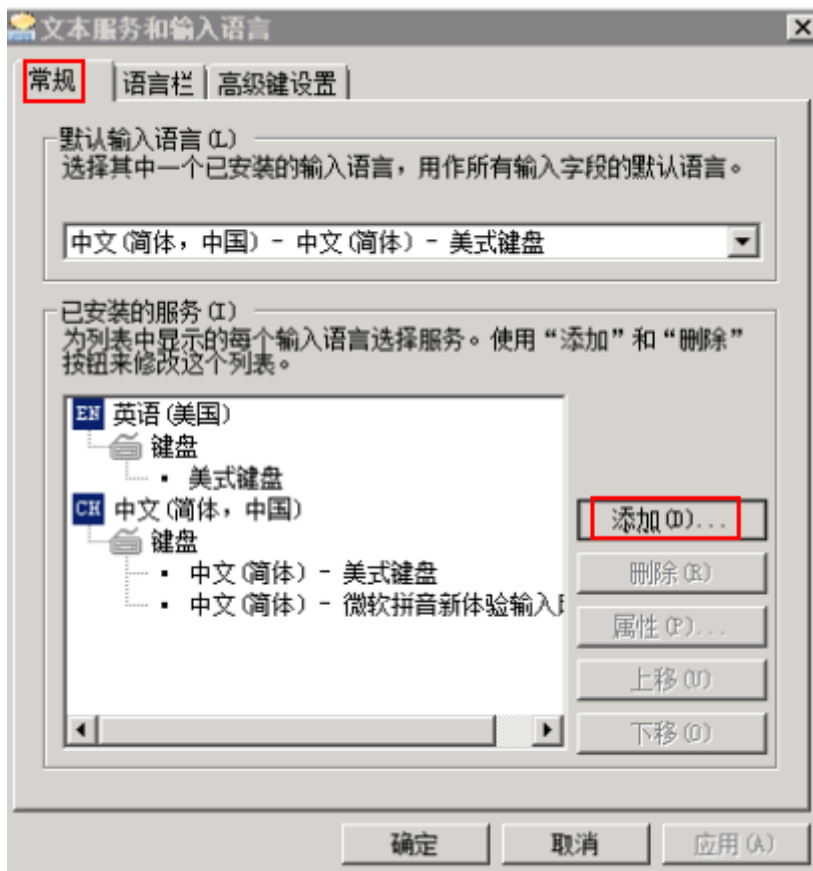 文本服务和输入语言
常规 语言栏 高级键设置
默认输入语言(L)
选择其中一个已安装的输入语言，用作所有输入字段的默认语言。
中文(简体，中国) - 中文(简体) - 美式键盘
已安装的服务(I)
为列表中显示的每个输入语言选择服务。使用“添加”和“删除”
按钮来修改这个列表。
EN 英语(美国)
键盘
美式键盘
CH 中文(简体，中国)
键盘
中文(简体) - 美式键盘
中文(简体) - 微软拼音新体验输入
添加(D)...
删除(R)
属性(P)...
上移(U)
下移(O)
确定 取消 应用(A)